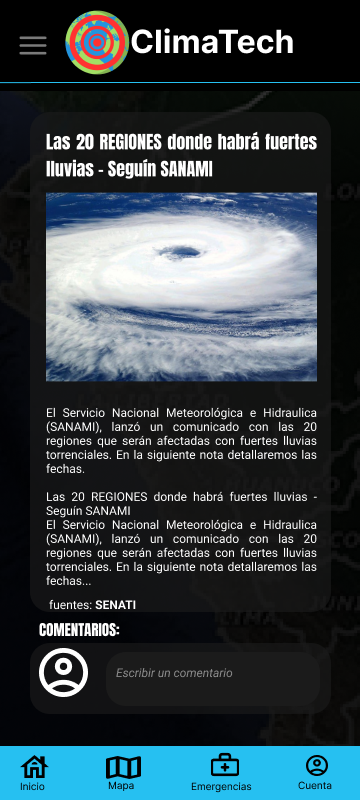 ClimaTech
Las 20 REGIONES donde habrá fuertes
lluvias - Seguín SANAMI
El Servicio Nacional Meteorológica e Hidraulica
(SANAMI), lanzó un comunicado con las 20
regiones que serán afectadas con fuertes lluvias
torrenciales. En la siguiente nota detallaremos las
fechas.
Las 20 REGIONES donde habrá fuertes lluvias -
Seguín SANAMI
El Servicio Nacional Meteorológica e Hidraulica
(SANAMI), lanzó un comunicado con las 20
regiones que serán afectadas con fuertes lluvias
torrenciales. En la siguiente nota detallaremos las
fechas...
fuentes: SENATI
COMENTARIOS:
Escribir un comentario
Inicio
Mapa
Emergencias
Cuenta